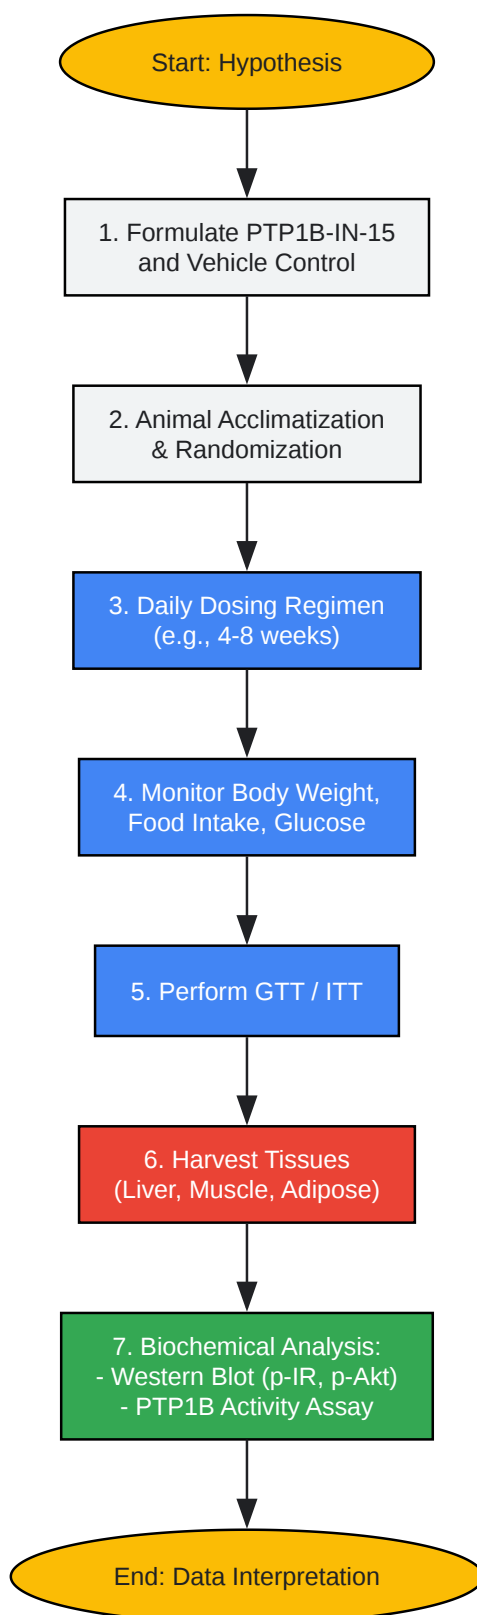 Start: Hypothesis
1. Formulate PTP1B-IN-15
and Vehicle Control
2. Animal Acclimatization
& Randomization
3. Daily Dosing Regimen
(e.g., 4-8 weeks)
4. Monitor Body Weight,
Food Intake, Glucose
5. Perform GTT / ITT
6. Harvest Tissues
(Liver, Muscle, Adipose)
7. Biochemical Analysis:
- Western Blot (p-IR, p-Akt)
- PTP1B Activity Assay
End: Data Interpretation